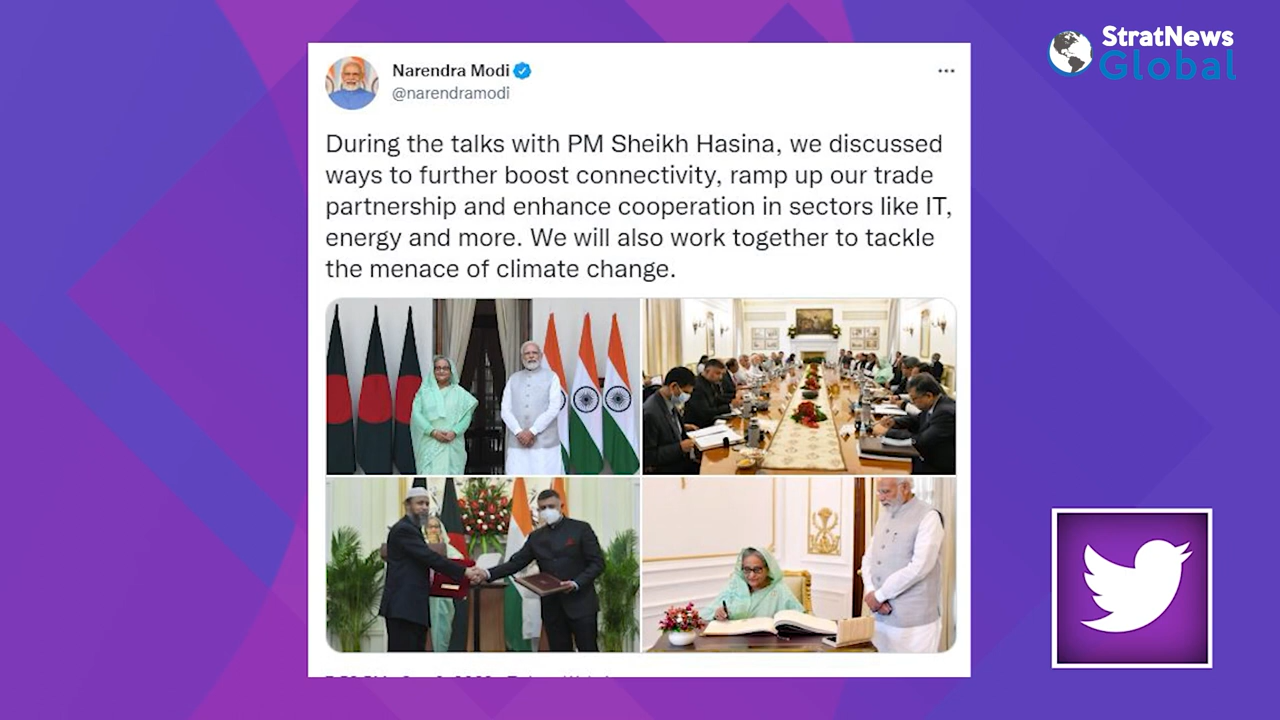 StratNews
Global
Narendra Modi
@narendramodi
During the talks with PM Sheikh Hasina, we discussed
ways to further boost connectivity, ramp up our trade
partnership and enhance cooperation in sectors like IT,
energy and more. We will also work together to tackle
the menace of climate change.